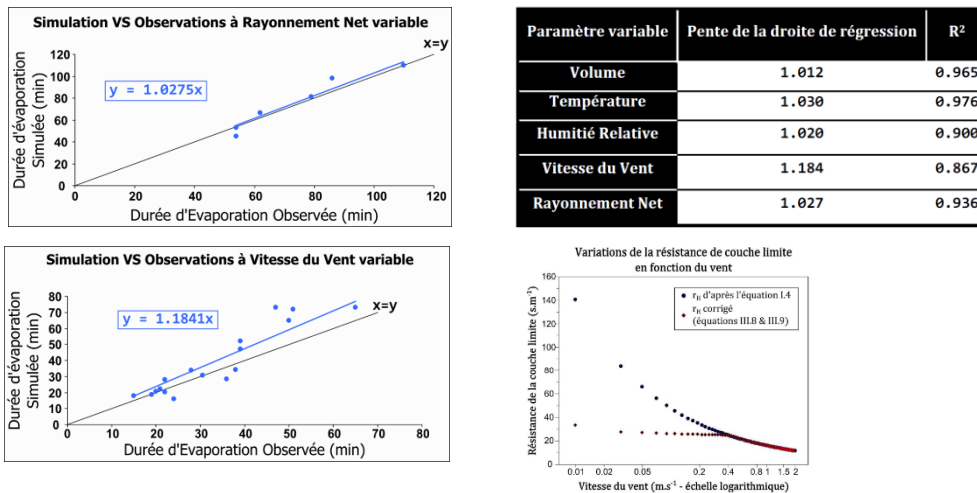 Simulation VS Observations à Rayonnement Net variable
x=y
y = 1.0275x
Durée d'évaporation
Simulée (min)
120
100
80
60
40
20
0
0 20 40 60 80 100 120
Durée d'Evaporation Observée (min)
Paramètre variable Pente de la droite de régression R²
Volume 1.012 0.965
Température 1.030 0.976
Humitié Relative 1.020 0.900
Vitesse du Vent 1.184 0.867
Rayonnement Net 1.027 0.936
Simulation VS Observations à Vitesse du Vent variable
x=y
y = 1.1841x
Durée d'évaporation
Simulée (min)
80
70
60
50
40
30
20
10
0
0 10 20 30 40 50 60 70 80
Durée d'Evaporation Observée (min)
Variations de la résistance de couche limite
en fonction du vent
rH d'après l'équation I.4
rH corrigé
(équations III.8 & III.9)
Résistance de la couche limite (s.m⁻¹)
160
140
120
100
80
60
40
20
0
0.01 0.02 0.05 0.2 0.4 0.8 1 1.5 2
Vitesse du vent (m.s⁻¹ - échelle logarithmique)